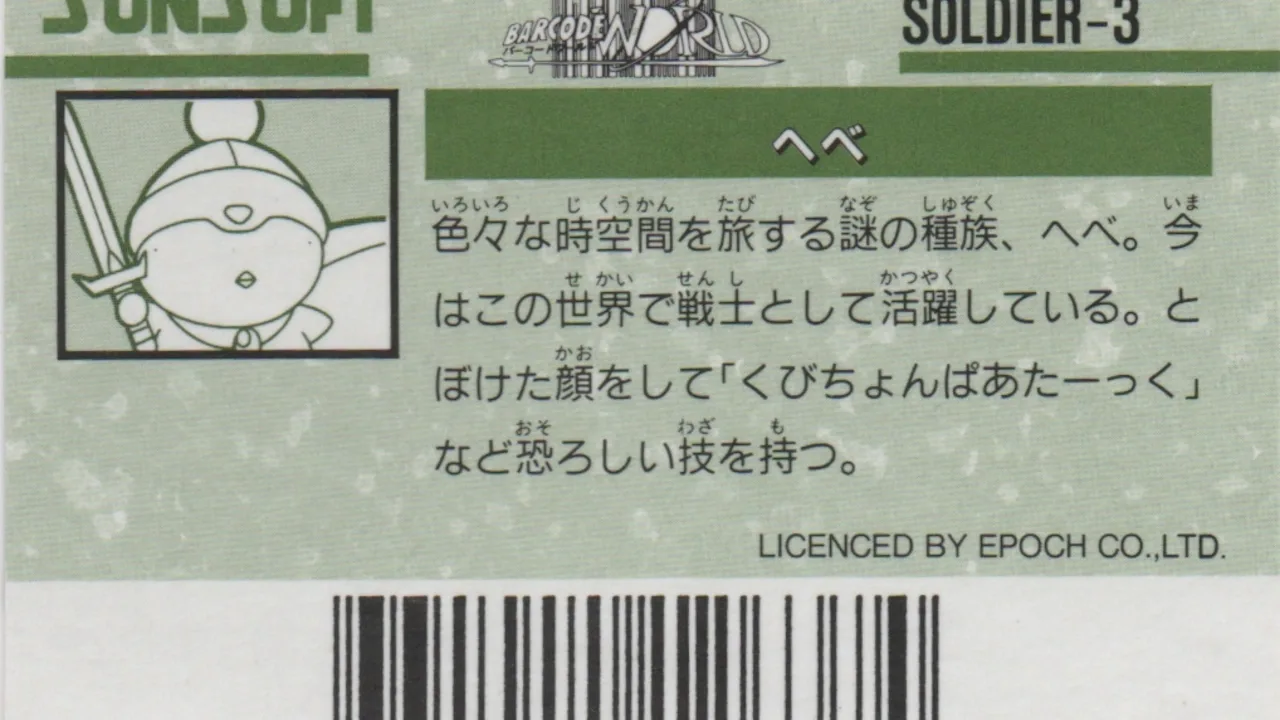 SUNSOFT
BARCODE WORLD
バーコードワールド
SOLDIER-3
へべ
色々な時空間を旅する謎の種族、へべ。今
はこの世界で戦士として活躍している。と
ぼけた顔をして「くびちょんぱあたーっく」
など恐ろしい技を持つ。
LICENCED BY EPOCH CO.,LTD.